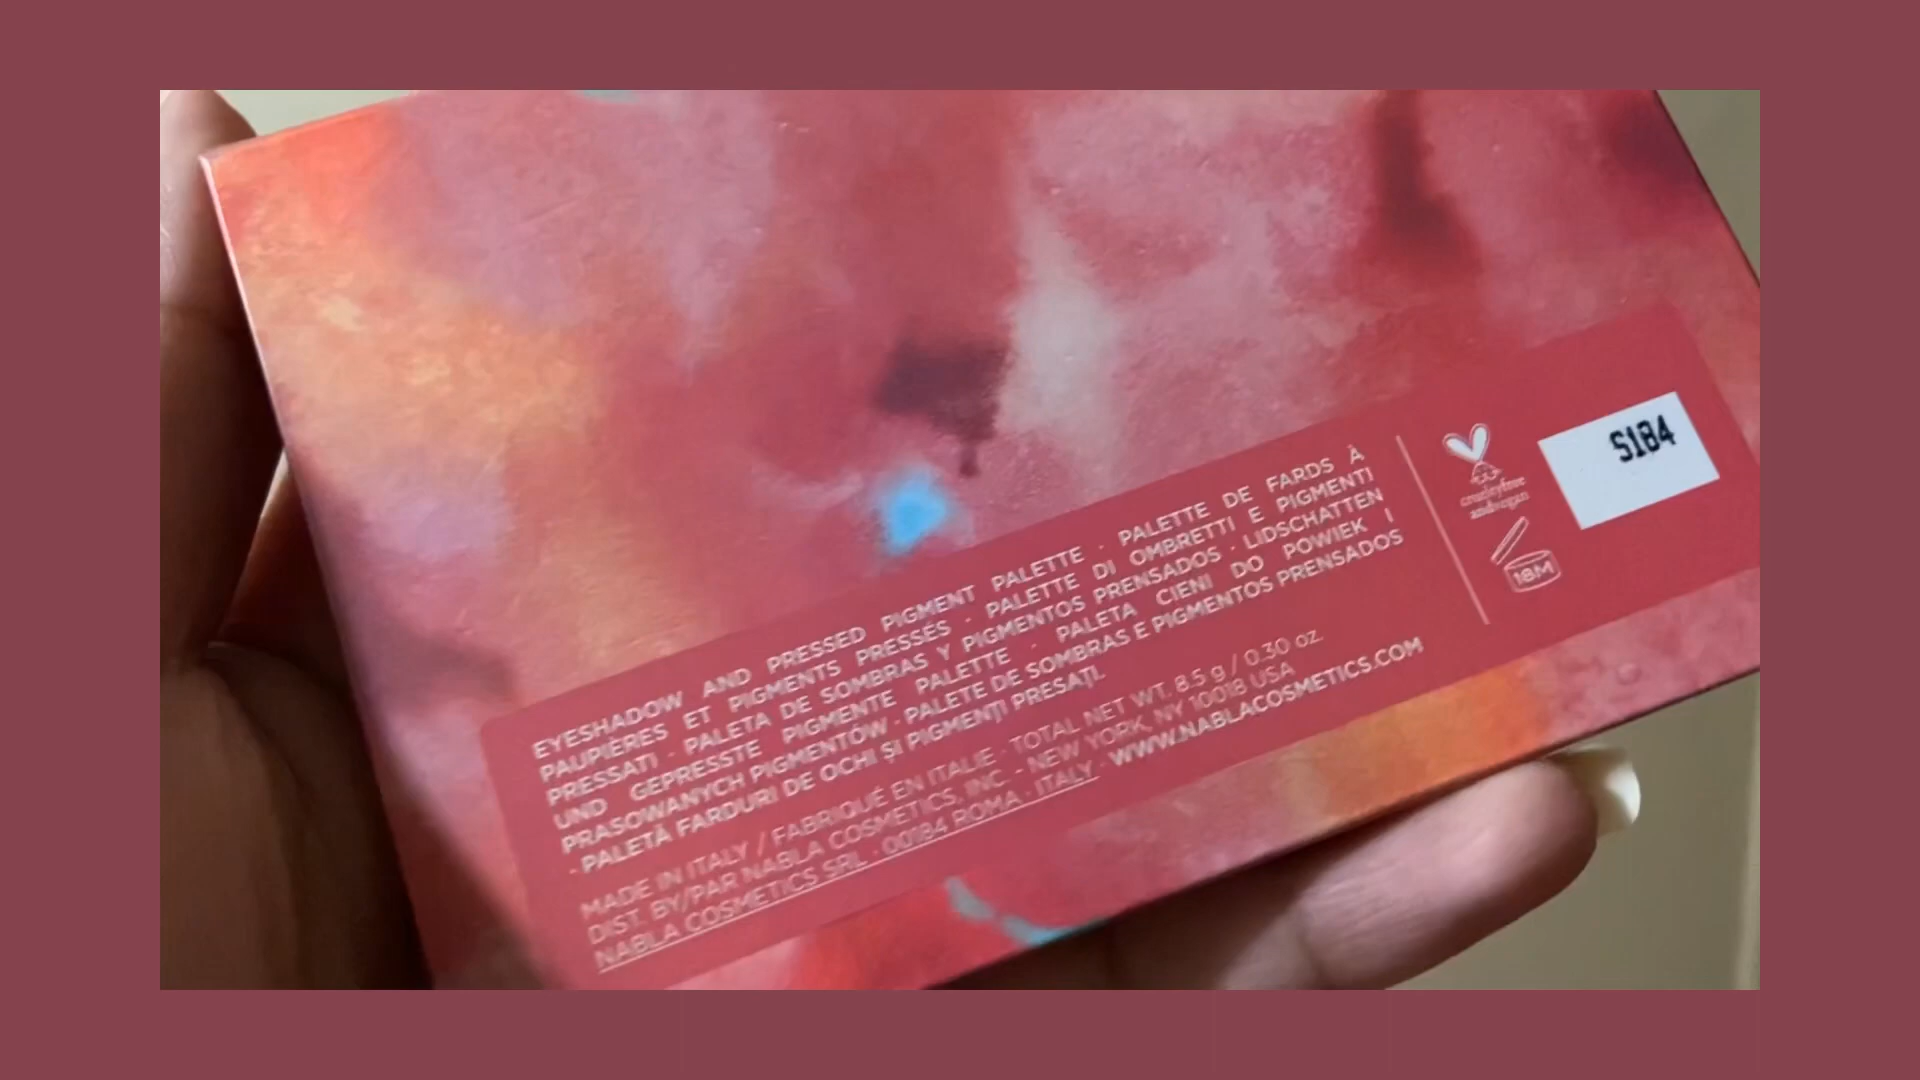 EYESHADOW AND PRESSED PIGMENT PALETTE · PALETTE DE FARDS À
PAUPIÈRES ET PIGMENTS PRESSÉS · PALETTE DI OMBRETTI E PIGMENTI
PRESSATI · PALETA DE SOMBRAS Y PIGMENTOS PRENSADOS · LIDSCHATTEN
UND GEPRESSTE PIGMENTE PALETTE · PALETA CIENI DO POWIEK I
PRASOWANYCH PIGMENTÓW · PALETE DE SOMBRAS E PIGMENTOS PRENSADOS
· PALETĂ FARDURI DE OCHI ȘI PIGMENȚI PRESAȚI.
MADE IN ITALY / FABRIQUÉ EN ITALIE · TOTAL NET WT. 8.5 g / 0.30 oz.
DIST. BY/PAR NABLA COSMETICS, INC. - NEW YORK, NY 10018 USA
NABLA COSMETICS SRL · 00184 ROMA · ITALY · WWW.NABLACOSMETICS.COM
crueltyfree
andvegan
18M
S184